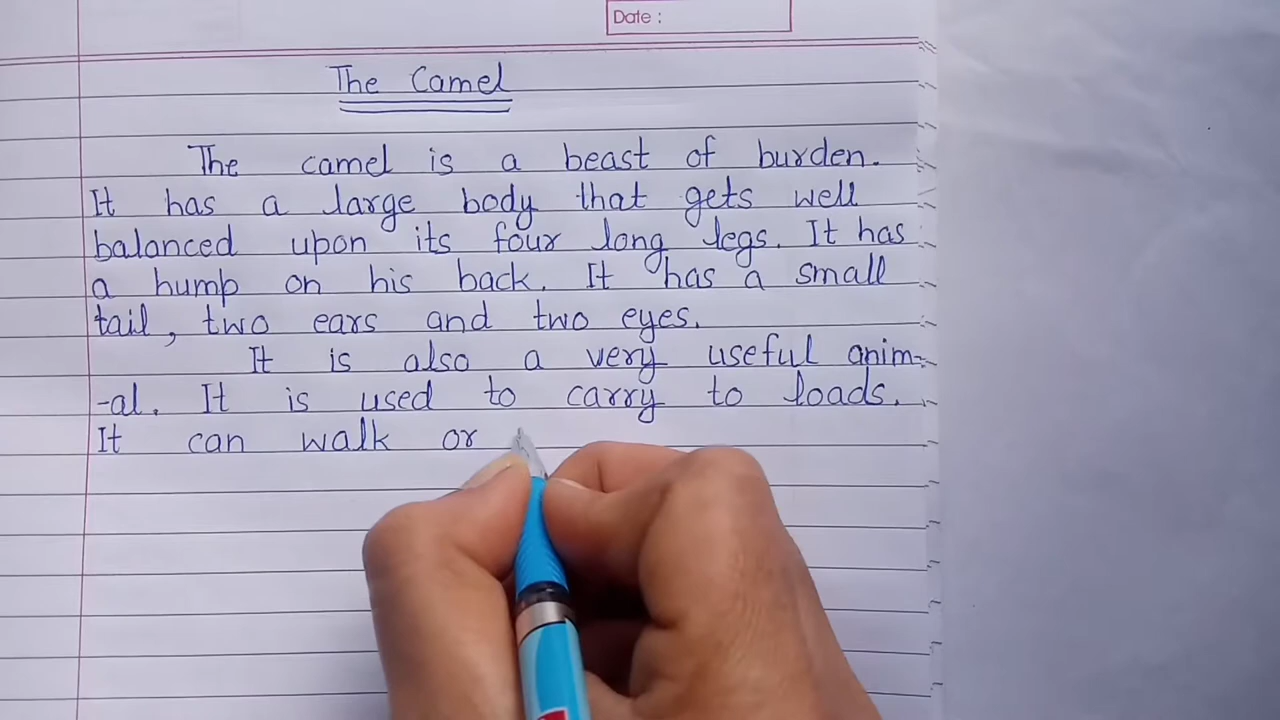 Date :
The Camel
The camel is a beast of burden.
It has a large body that gets well
balanced upon its four long legs. It has
a hump on his back. It has a small
tail, two ears and two eyes.
It is also a very useful anim-
-al. It is used to carry to loads.
It can walk or